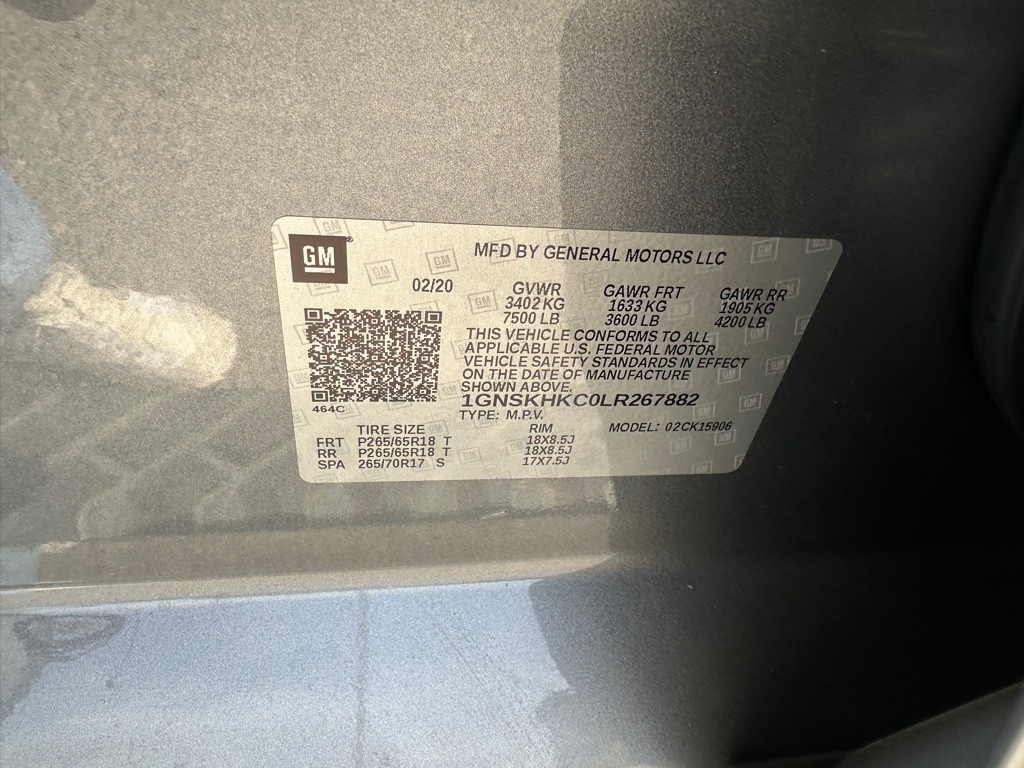 GM
MFD BY GENERAL MOTORS LLC
02/20 GVWR GAWR FRT GAWR RR
3402 KG 1633 KG 1905 KG
7500 LB 3600 LB 4200 LB
THIS VEHICLE CONFORMS TO ALL
APPLICABLE U.S. FEDERAL MOTOR
VEHICLE SAFETY STANDARDS IN EFFECT
ON THE DATE OF MANUFACTURE
SHOWN ABOVE.
464C 1GNSKHKC0LR267882
TYPE: M.P.V.
TIRE SIZE RIM MODEL: 02CK15906
FRT P265/65R18 T 18X8.5J
RR P265/65R18 T 18X8.5J
SPA 265/70R17 S 17X7.5J